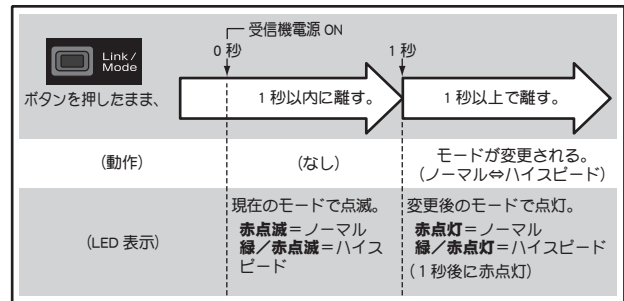 受信機電源 ON
0 秒
1 秒
Link/
Mode
ボタンを押したまま、
1 秒以内に離す。
1 秒以上で離す。
(動作)
(なし)
モードが変更される。
(ノーマル⇔ハイスピード)
(LED 表示)
現在のモードで点滅。
赤点滅＝ノーマル
緑／赤点滅＝ハイス
ピード
変更後のモードで点灯。
赤点灯＝ノーマル
緑／赤点灯＝ハイスピード
(1 秒後に赤点灯)